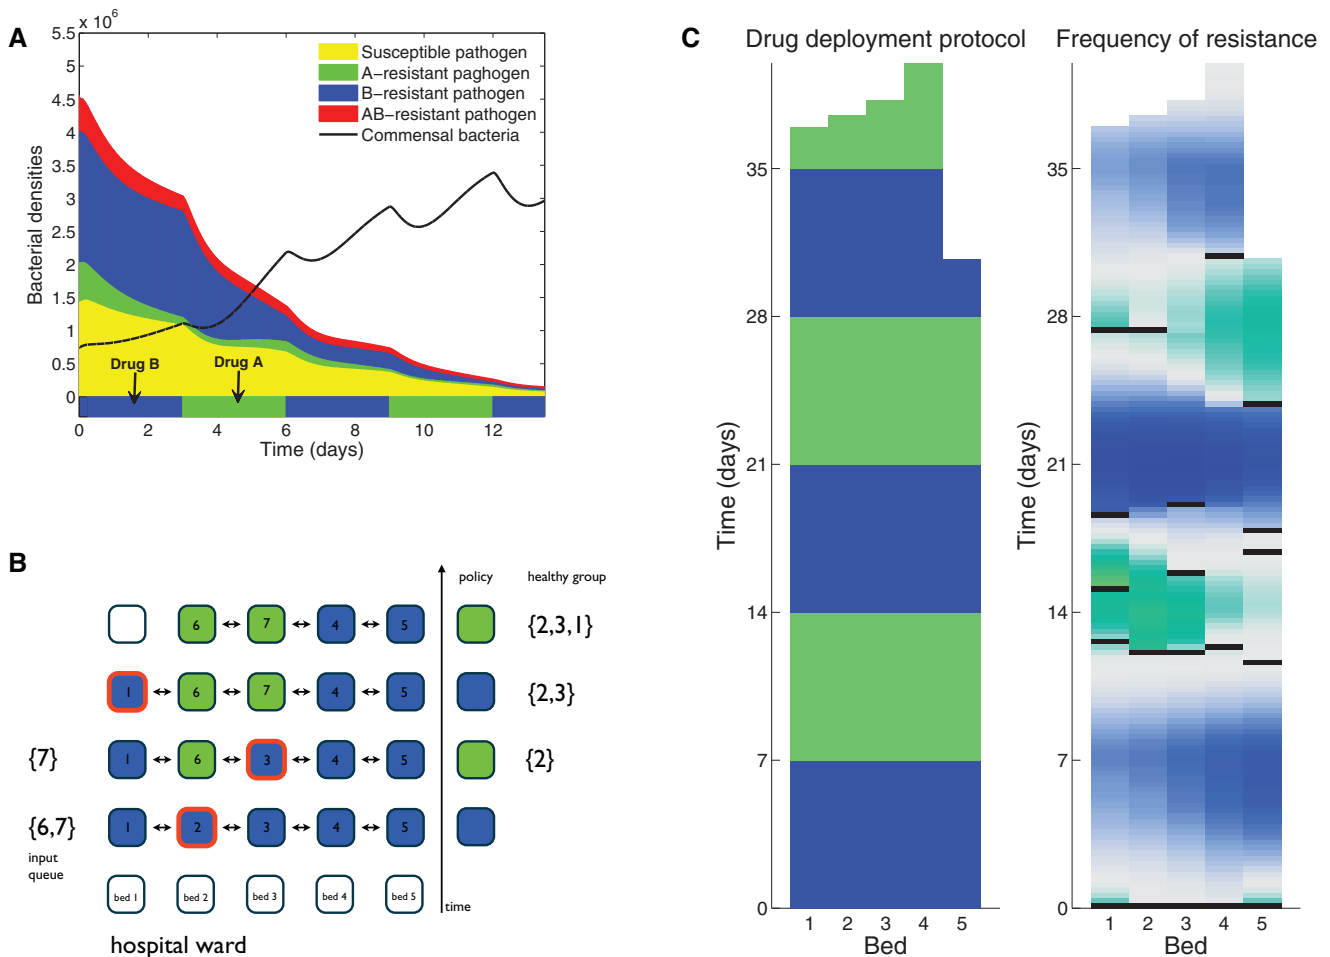 A
x 10⁶
5.5
5
4.5
4
3.5
3
2.5
2
1.5
1
0.5
0
Bacterial densities
Susceptible pathogen
A−resistant paghogen
B−resistant pathogen
AB−resistant pathogen
Commensal bacteria
Drug B
Drug A
0 2 4 6 8 10 12
Time (days)
B
policy
healthy group
6 7 4 5 {2,3,1}
1 6 7 4 5 {2,3}
{7} 1 6 3 4 5 {2}
{6,7} 1 2 3 4 5
input
queue
bed 1 bed 2 bed 3 bed 4 bed 5
time
hospital ward
C
Drug deployment protocol
35
28
21
14
7
0
Time (days)
1 2 3 4 5
Bed
Frequency of resistance
35
28
21
14
7
0
Time (days)
1 2 3 4 5
Bed